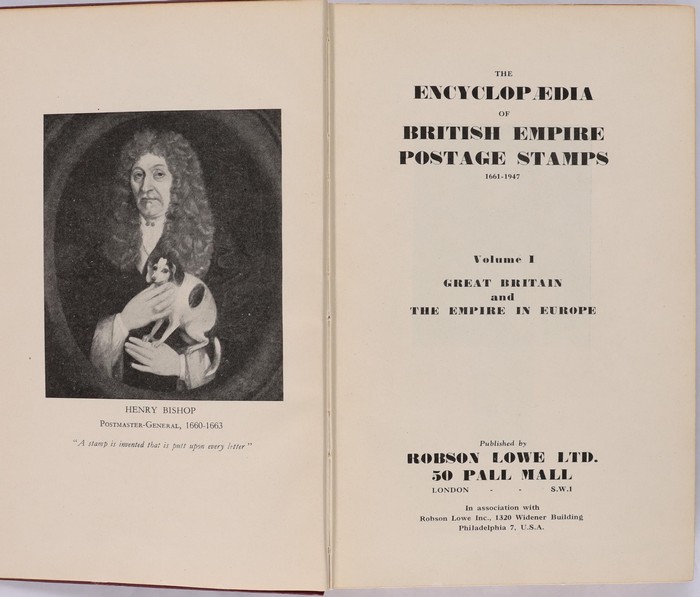 HENRY BISHOP
POSTMASTER-GENERAL, 1660-1663
"A stamp is invented that is putt upon every letter"
THE
ENCYCLOPÆDIA
OF
BRITISH EMPIRE
POSTAGE STAMPS
1661-1947
Volume I
GREAT BRITAIN
and
THE EMPIRE IN EUROPE
Published by
ROBSON LOWE LTD.
50 PALL MALL
LONDON - - S.W.1
In association with
Robson Lowe Inc., 1320 Widener Building
Philadelphia 7, U.S.A.